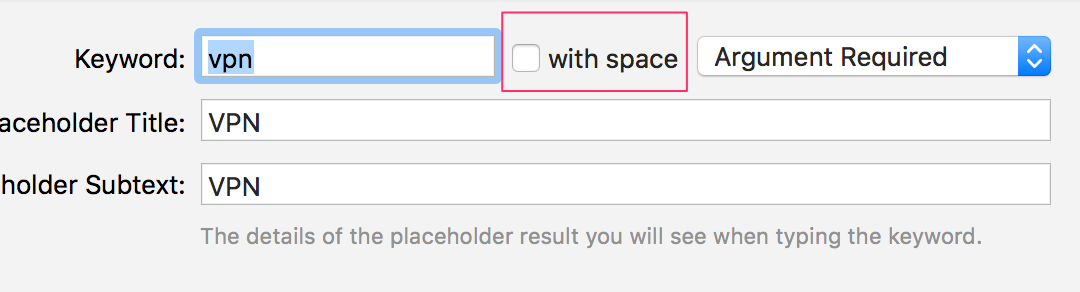 Keyword: vpn with space Argument Required
aceholder Title: VPN
holder Subtext: VPN
The details of the placeholder result you will see when typing the keyword.